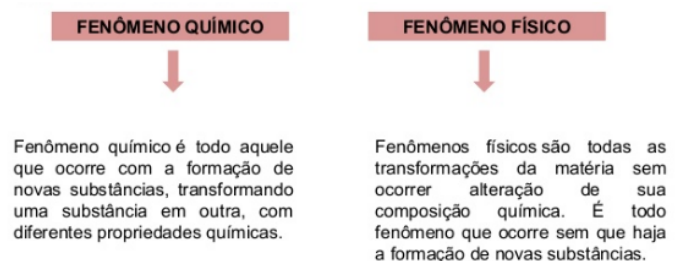 FENÔMENO QUÍMICO
Fenômeno químico é todo aquele
que ocorre com a formação de
novas substâncias, transformando
uma substância em outra, com
diferentes propriedades químicas.
FENÔMENO FÍSICO
Fenômenos físicos são todas as
transformações da matéria sem
ocorrer alteração de sua
composição química. É todo
fenômeno que ocorre sem que haja
a formação de novas substâncias.